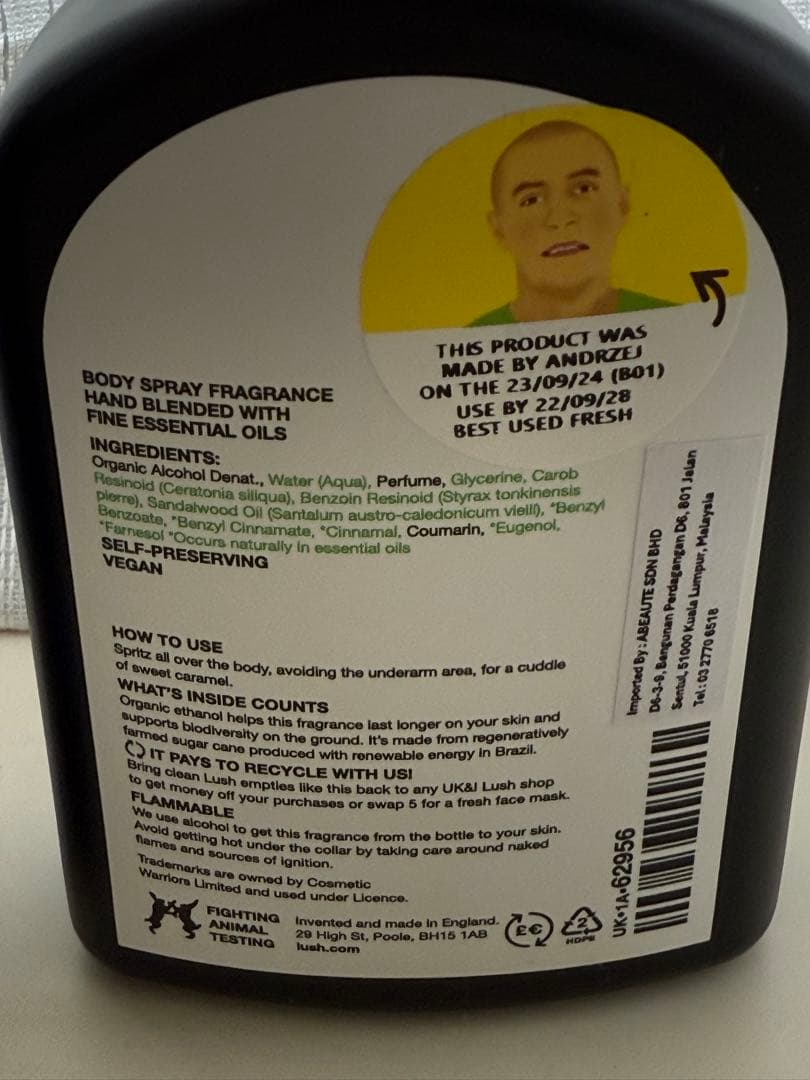 THIS PRODUCT WAS
MADE BY ANDRZEJ
ON THE 23/09/24 (B01)
USE BY 22/09/28
BEST USED FRESH
BODY SPRAY FRAGRANCE
HAND BLENDED WITH
FINE ESSENTIAL OILS
INGREDIENTS:
Organic Alcohol Denat., Water (Aqua), Perfume, Glycerine, Carob
Resinoid (Ceratonia siliqua), Benzoin Resinoid (Styrax tonkinensis
pierre), Sandalwood Oil (Santalum austro-caledonicum vieill), *Benzyl
Benzoate, *Benzyl Cinnamate, *Cinnamal, Coumarin, *Eugenol,
*Farnesol *Occurs naturally in essential oils
SELF-PRESERVING
VEGAN
HOW TO USE
Spritz all over the body, avoiding the underarm area, for a cuddle
of sweet caramel.
WHAT'S INSIDE COUNTS
Organic ethanol helps this fragrance last longer on your skin and
supports biodiversity on the ground. It's made from regeneratively
farmed sugar cane produced with renewable energy in Brazil.
IT PAYS TO RECYCLE WITH US!
Bring clean Lush empties like this back to any UK&I Lush shop
to get money off your purchases or swap 5 for a fresh face mask.
FLAMMABLE
We use alcohol to get this fragrance from the bottle to your skin.
Avoid getting hot under the collar by taking care around naked
flames and sources of ignition.
Trademarks are owned by Cosmetic
Warriors Limited and used under Licence.
FIGHTING
ANIMAL
TESTING
Invented and made in England.
29 High St, Poole, BH15 1AB
lush.com
£€
2
HDPE
UK•1A•62956
Imported By : ABEAUTE SDN BHD
D6-3-9, Bangunan Perdagangan D6, 801 Jalan
Sentul, 51000 Kuala Lumpur, Malaysia
Tel : 03 2770 6518